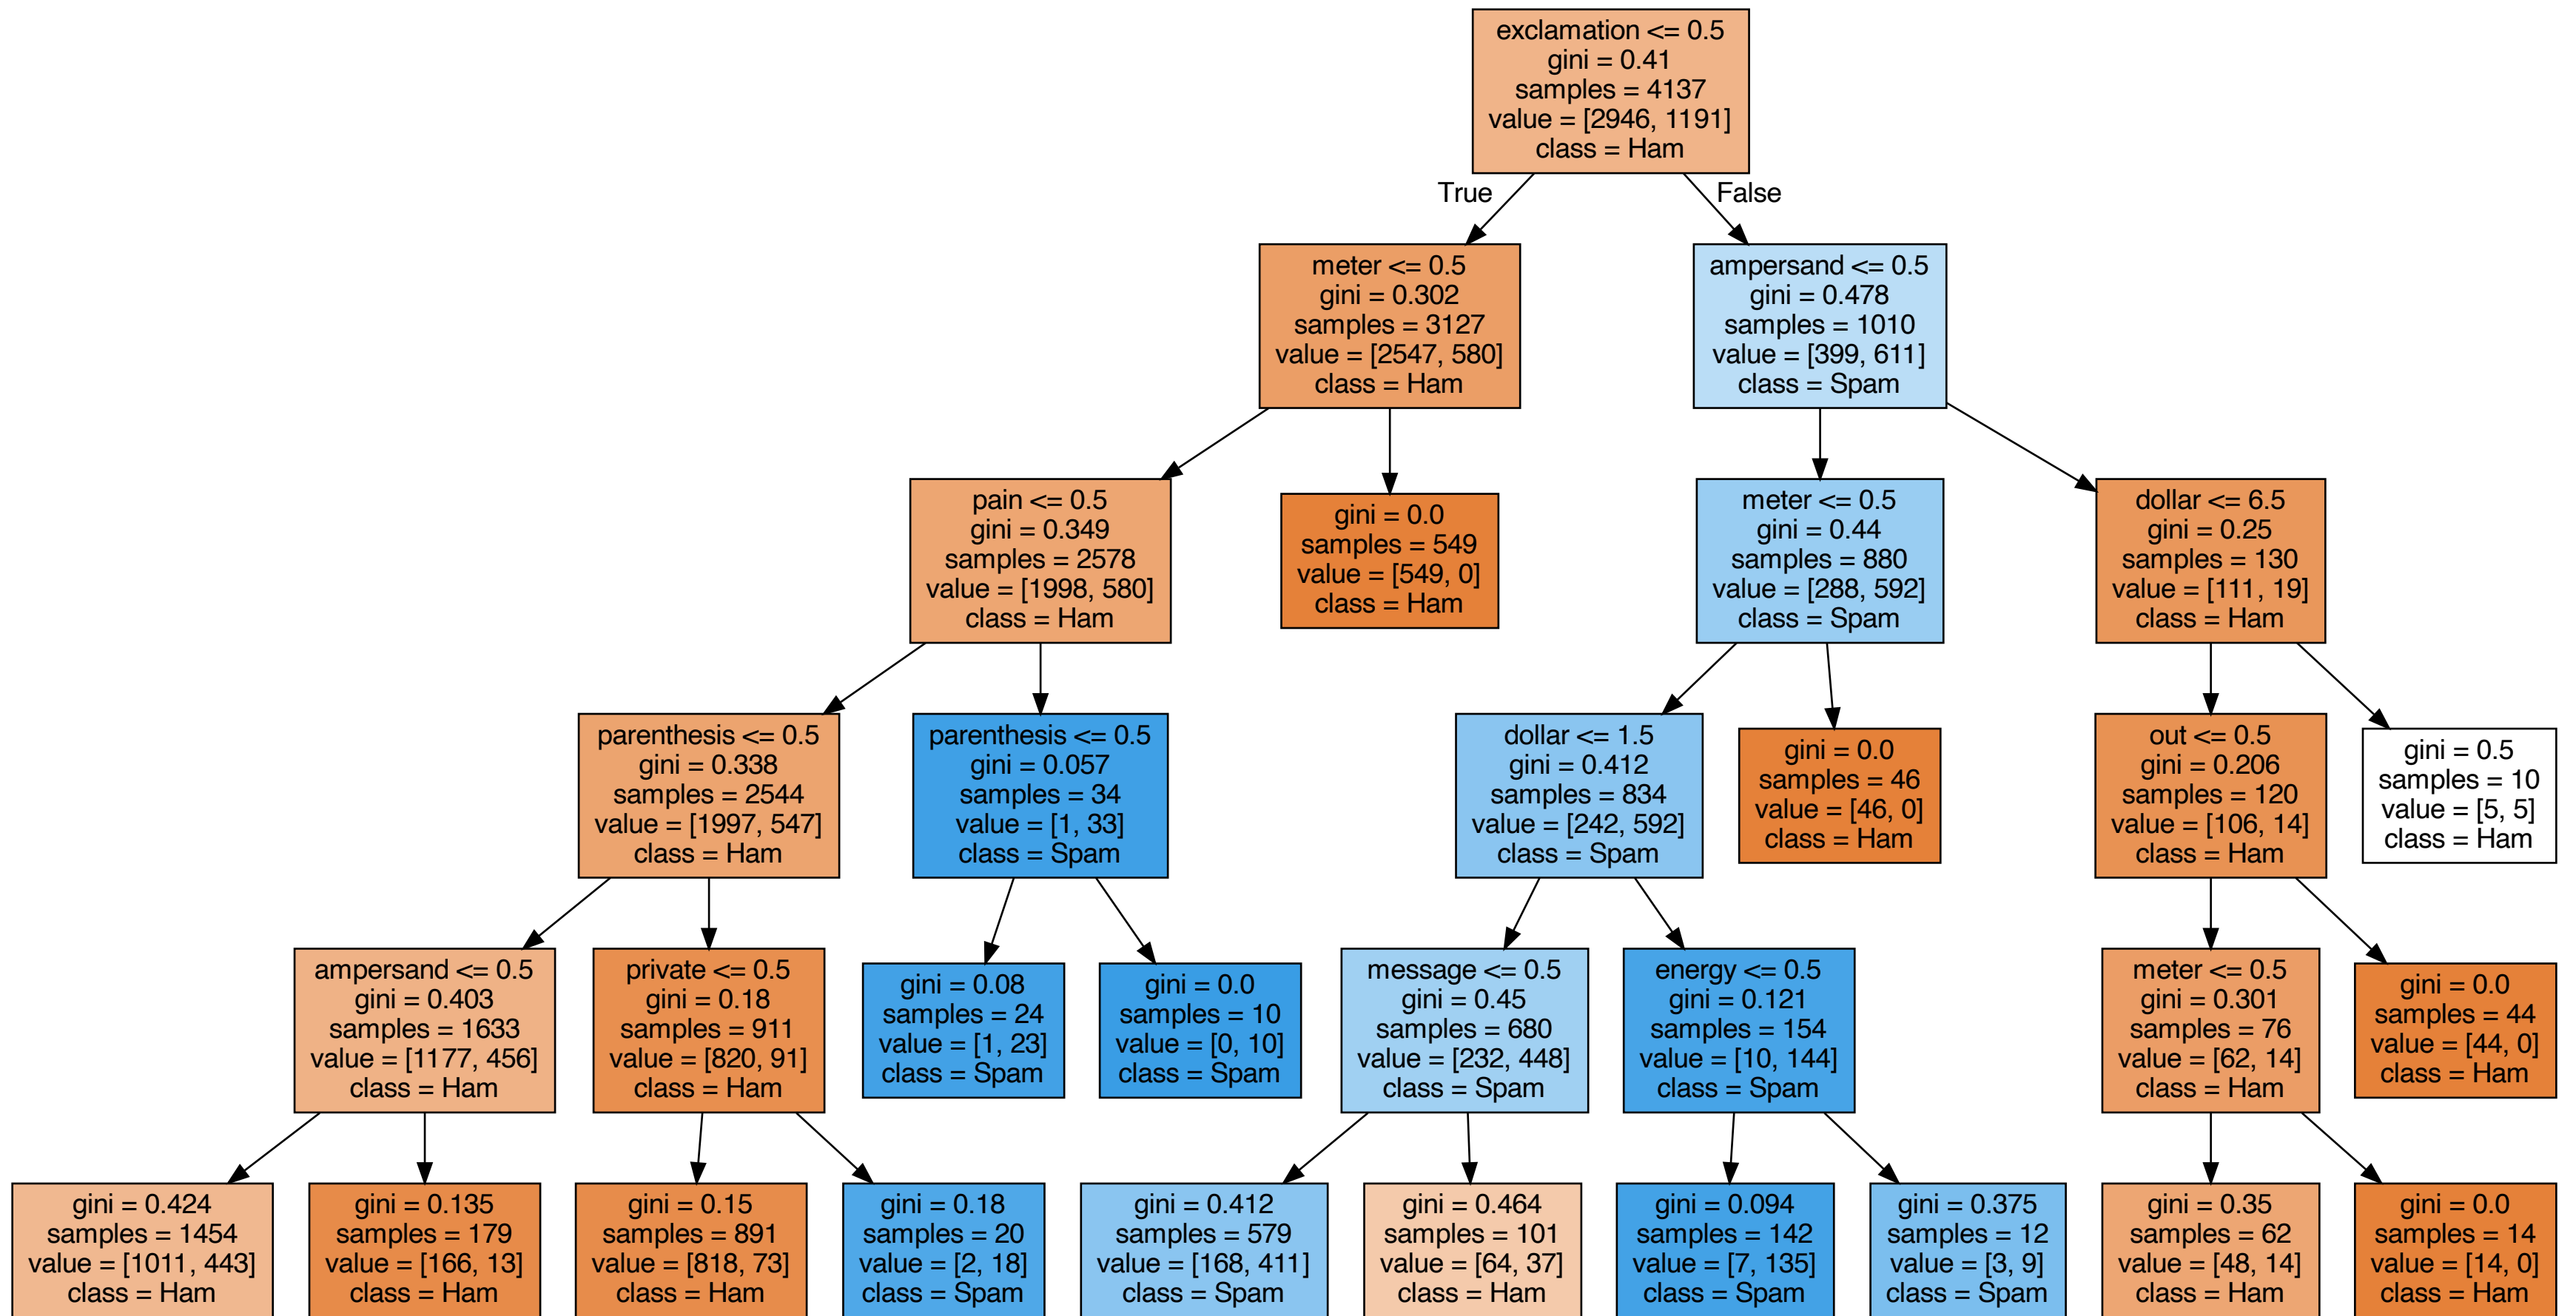 exclamation <= 0.5
gini = 0.41
samples = 4137
value = [2946, 1191]
class = Ham
True
False
meter <= 0.5
gini = 0.302
samples = 3127
value = [2547, 580]
class = Ham
ampersand <= 0.5
gini = 0.478
samples = 1010
value = [399, 611]
class = Spam
pain <= 0.5
gini = 0.349
samples = 2578
value = [1998, 580]
class = Ham
gini = 0.0
samples = 549
value = [549, 0]
class = Ham
meter <= 0.5
gini = 0.44
samples = 880
value = [288, 592]
class = Spam
dollar <= 6.5
gini = 0.25
samples = 130
value = [111, 19]
class = Ham
parenthesis <= 0.5
gini = 0.338
samples = 2544
value = [1997, 547]
class = Ham
parenthesis <= 0.5
gini = 0.057
samples = 34
value = [1, 33]
class = Spam
dollar <= 1.5
gini = 0.412
samples = 834
value = [242, 592]
class = Spam
gini = 0.0
samples = 46
value = [46, 0]
class = Ham
out <= 0.5
gini = 0.206
samples = 120
value = [106, 14]
class = Ham
gini = 0.5
samples = 10
value = [5, 5]
class = Ham
ampersand <= 0.5
gini = 0.403
samples = 1633
value = [1177, 456]
class = Ham
private <= 0.5
gini = 0.18
samples = 911
value = [820, 91]
class = Ham
gini = 0.08
samples = 24
value = [1, 23]
class = Spam
gini = 0.0
samples = 10
value = [0, 10]
class = Spam
message <= 0.5
gini = 0.45
samples = 680
value = [232, 448]
class = Spam
energy <= 0.5
gini = 0.121
samples = 154
value = [10, 144]
class = Spam
meter <= 0.5
gini = 0.301
samples = 76
value = [62, 14]
class = Ham
gini = 0.0
samples = 44
value = [44, 0]
class = Ham
gini = 0.424
samples = 1454
value = [1011, 443]
class = Ham
gini = 0.135
samples = 179
value = [166, 13]
class = Ham
gini = 0.15
samples = 891
value = [818, 73]
class = Ham
gini = 0.18
samples = 20
value = [2, 18]
class = Spam
gini = 0.412
samples = 579
value = [168, 411]
class = Spam
gini = 0.464
samples = 101
value = [64, 37]
class = Ham
gini = 0.094
samples = 142
value = [7, 135]
class = Spam
gini = 0.375
samples = 12
value = [3, 9]
class = Spam
gini = 0.35
samples = 62
value = [48, 14]
class = Ham
gini = 0.0
samples = 14
value = [14, 0]
class = Ham